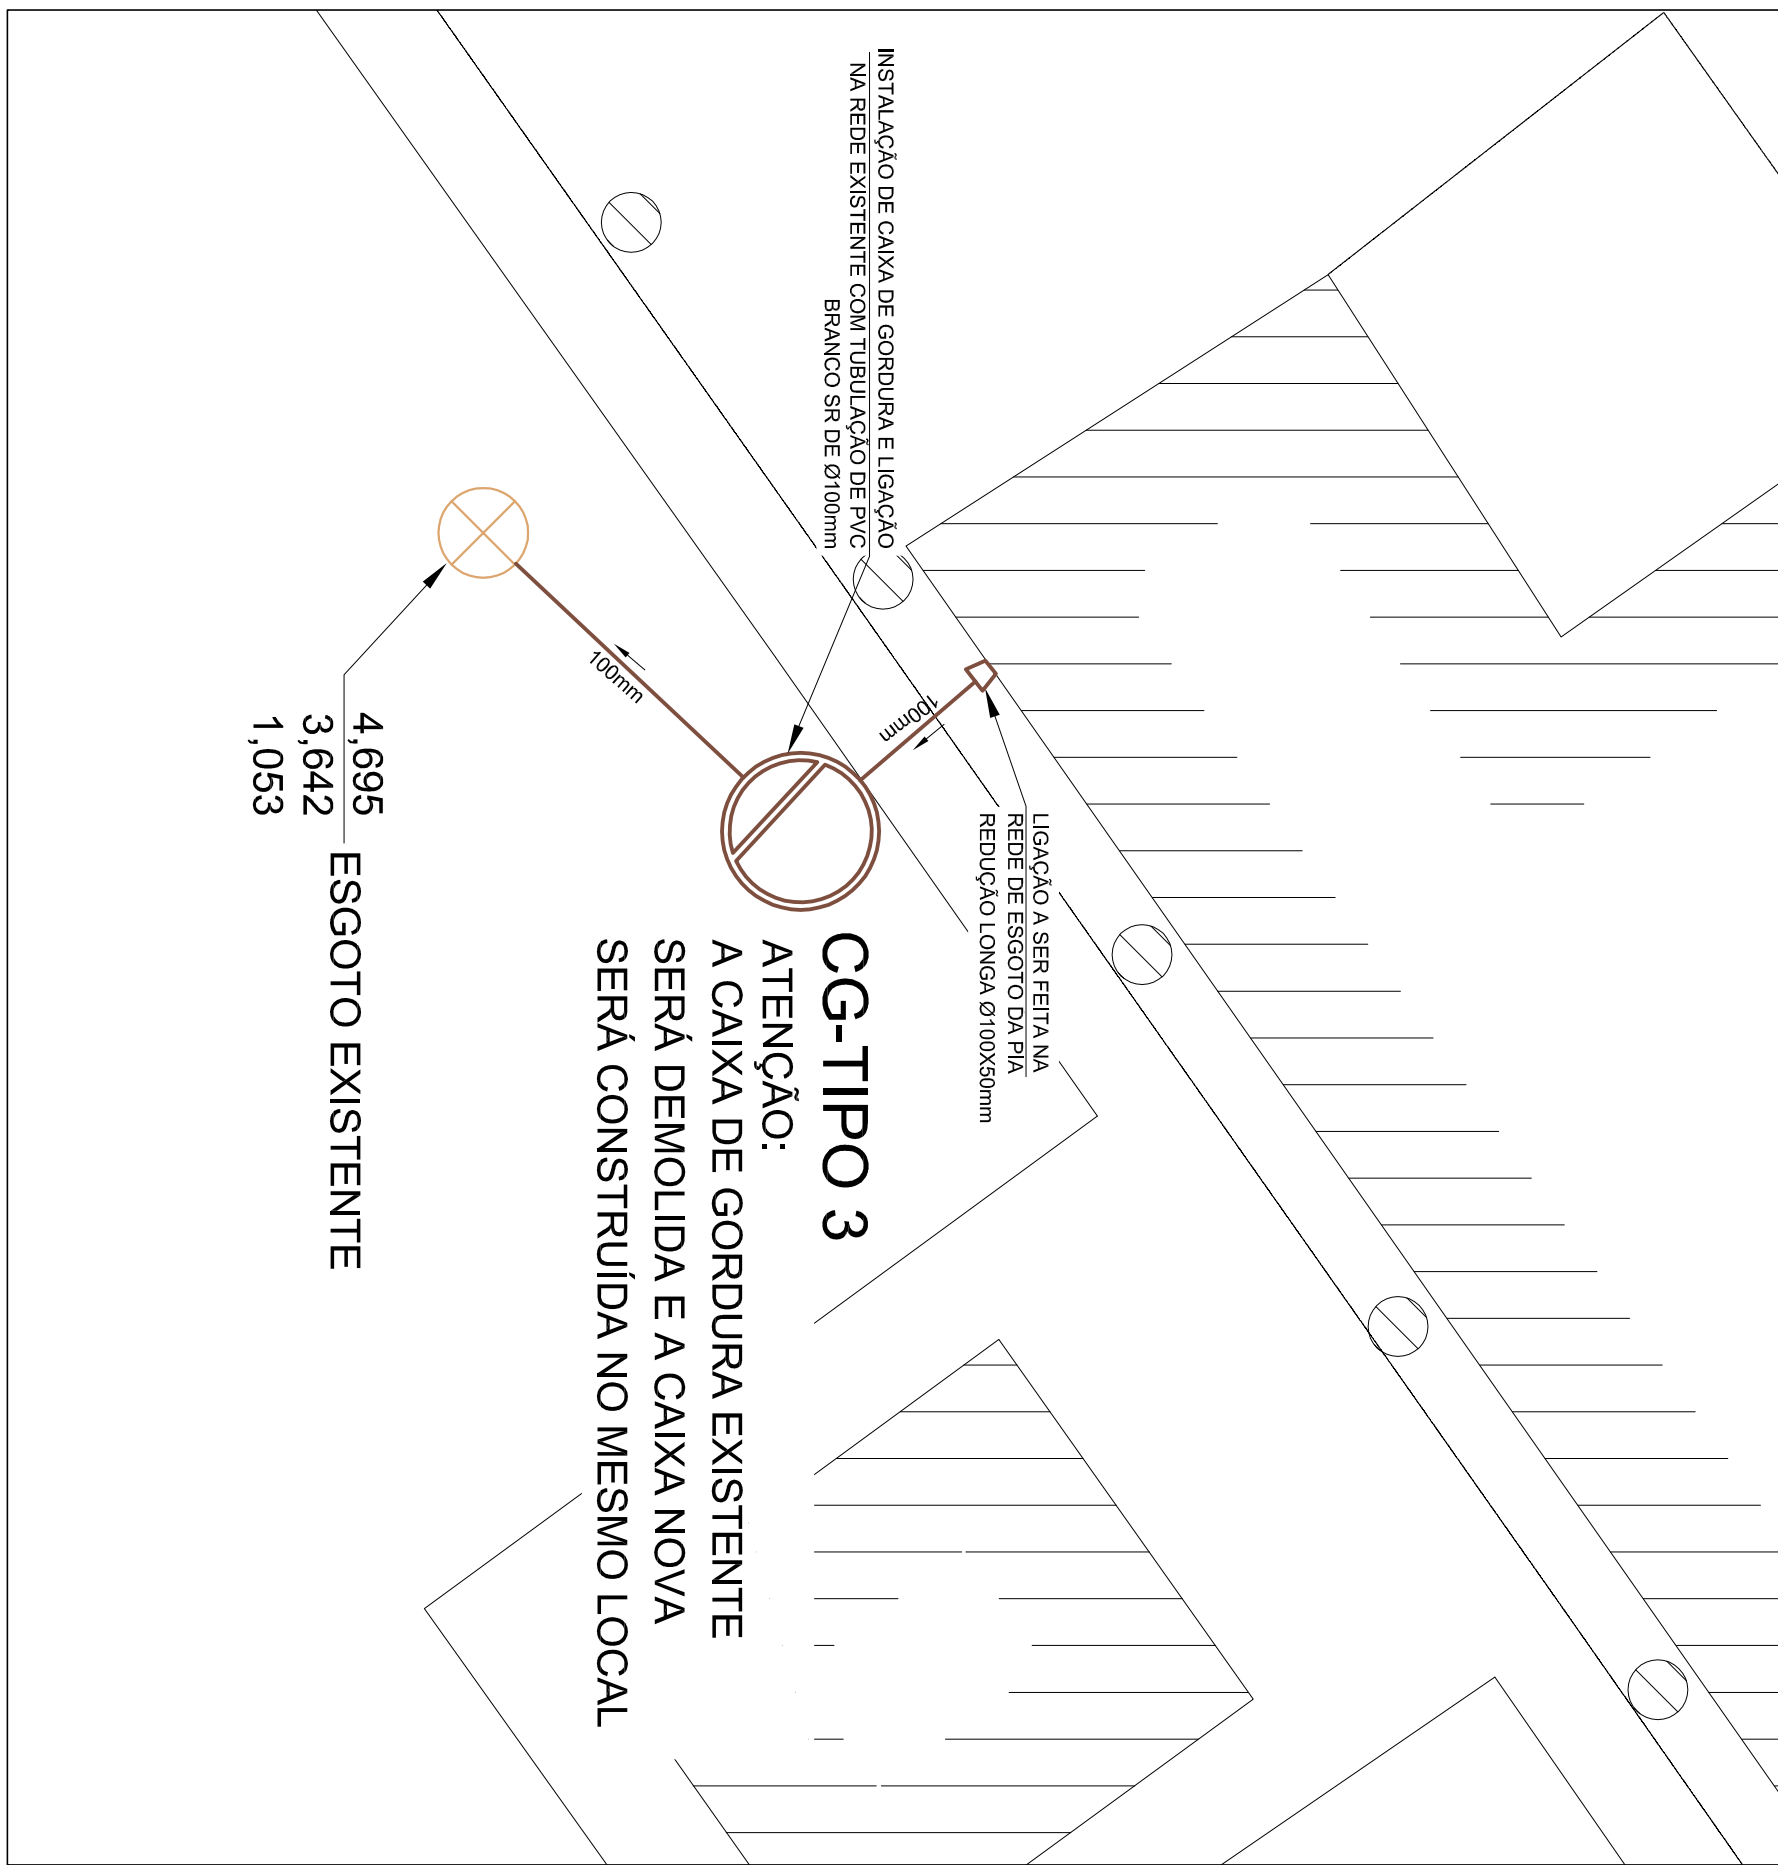 INSTALAÇÃO DE CAIXA DE GORDURA E LIGAÇÃO
NA REDE EXISTENTE COM TUBULAÇÃO DE PVC
BRANCO SR DE Ø100mm
LIGAÇÃO A SER FEITA NA
REDE DE ESGOTO DA PIA
REDUÇÃO LONGA Ø100X50mm
100mm
100mm
CG-TIPO 3
ATENÇÃO:
A CAIXA DE GORDURA EXISTENTE
SERÁ DEMOLIDA E A CAIXA NOVA
SERÁ CONSTRUÍDA NO MESMO LOCAL
4,695
3,642
1,053
ESGOTO EXISTENTE